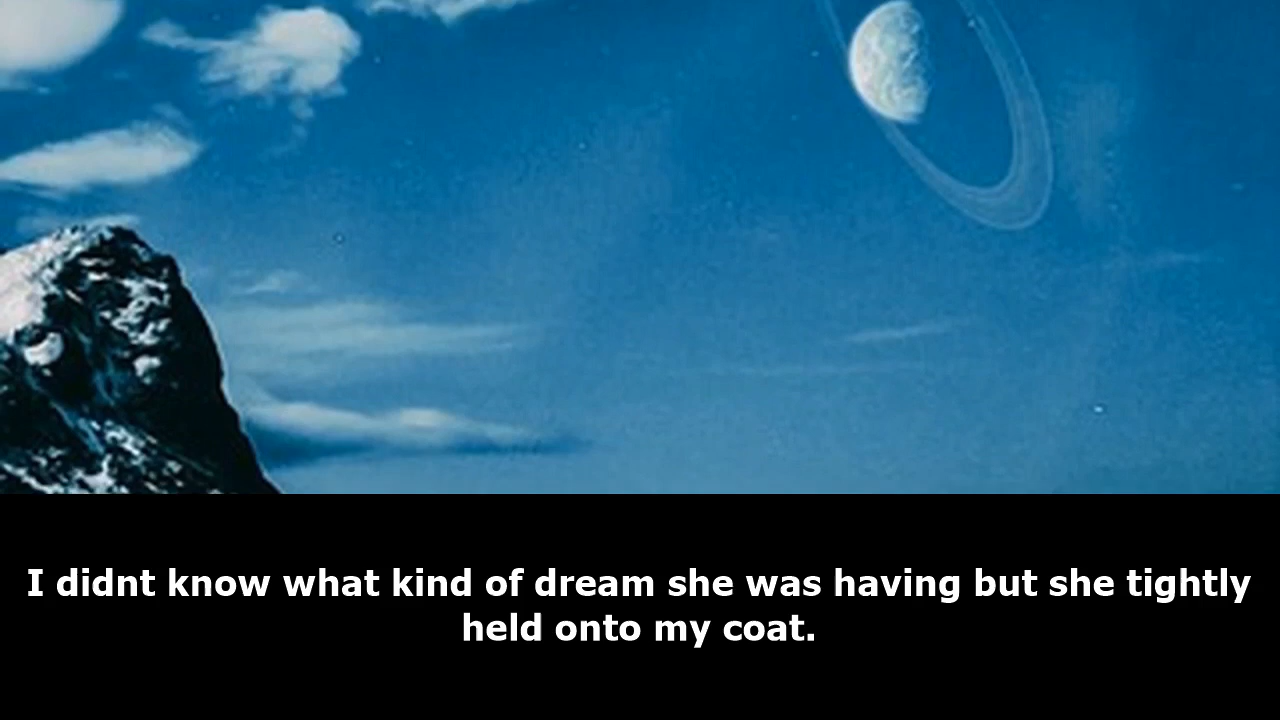 I didnt know what kind of dream she was having but she tightly
held onto my coat.